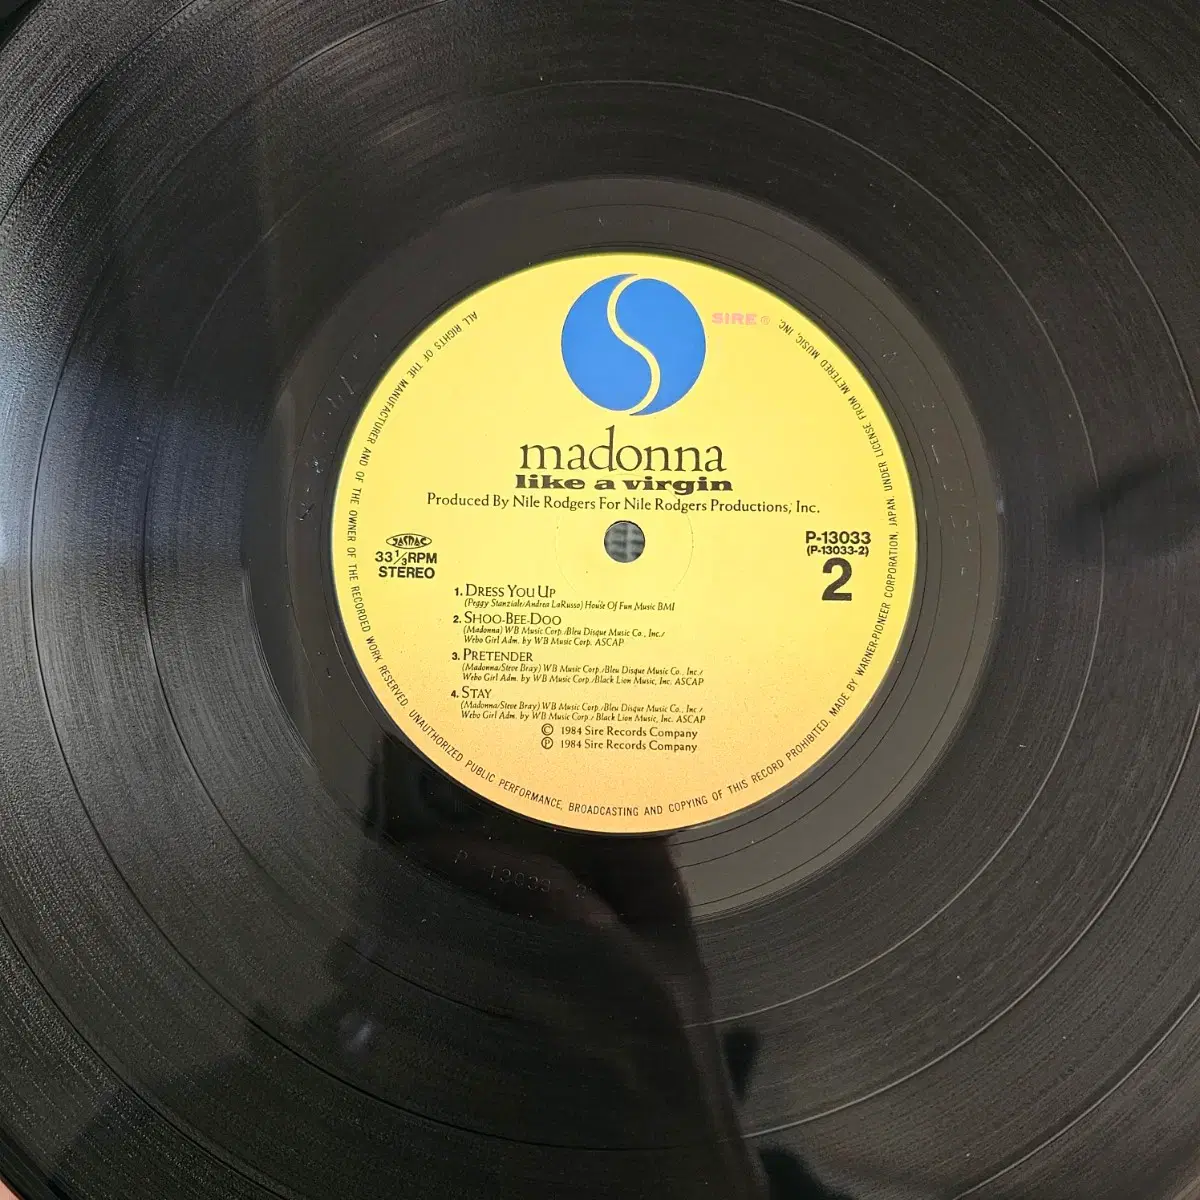 SIRE ®
madonna
like a virgin
Produced By Nile Rodgers For Nile Rodgers Productions, Inc.
JASRAC
33 1/3 RPM
STEREO
P-13033
(P-13033-2)
2
1. DRESS YOU UP
(Peggy Stanziale/Andrea LaRusso) House Of Fun Music BMI
2. SHOO-BEE-DOO
(Madonna) WB Music Corp./Bleu Disque Music Co., Inc./
Webo Girl Adm. by WB Music Corp. ASCAP
3. PRETENDER
(Madonna/Steve Bray) WB Music Corp./Bleu Disque Music Co., Inc./
Webo Girl Adm. by WB Music Corp./Black Lion Music, Inc. ASCAP
4. STAY
(Madonna/Steve Bray) WB Music Corp./Bleu Disque Music Co., Inc./
Webo Girl Adm. by WB Music Corp./Black Lion Music, Inc. ASCAP
© 1984 Sire Records Company
℗ 1984 Sire Records Company
ALL RIGHTS OF THE MANUFACTURER AND OF THE OWNER OF THE RECORDED WORK RESERVED. UNAUTHORIZED PUBLIC PERFORMANCE, BROADCASTING AND COPYING OF THIS RECORD PROHIBITED. MADE BY WARNER-PIONEER CORPORATION, JAPAN. UNDER LICENSE FROM METERED MUSIC, INC.
P-13033